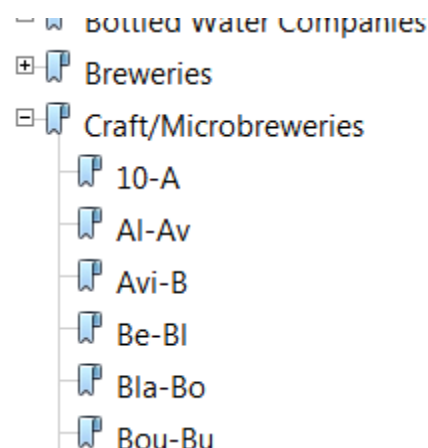 Bottled Water Companies
Breweries
Craft/Microbreweries
10-A
Al-Av
Avi-B
Be-Bl
Bla-Bo
Bou-Bu